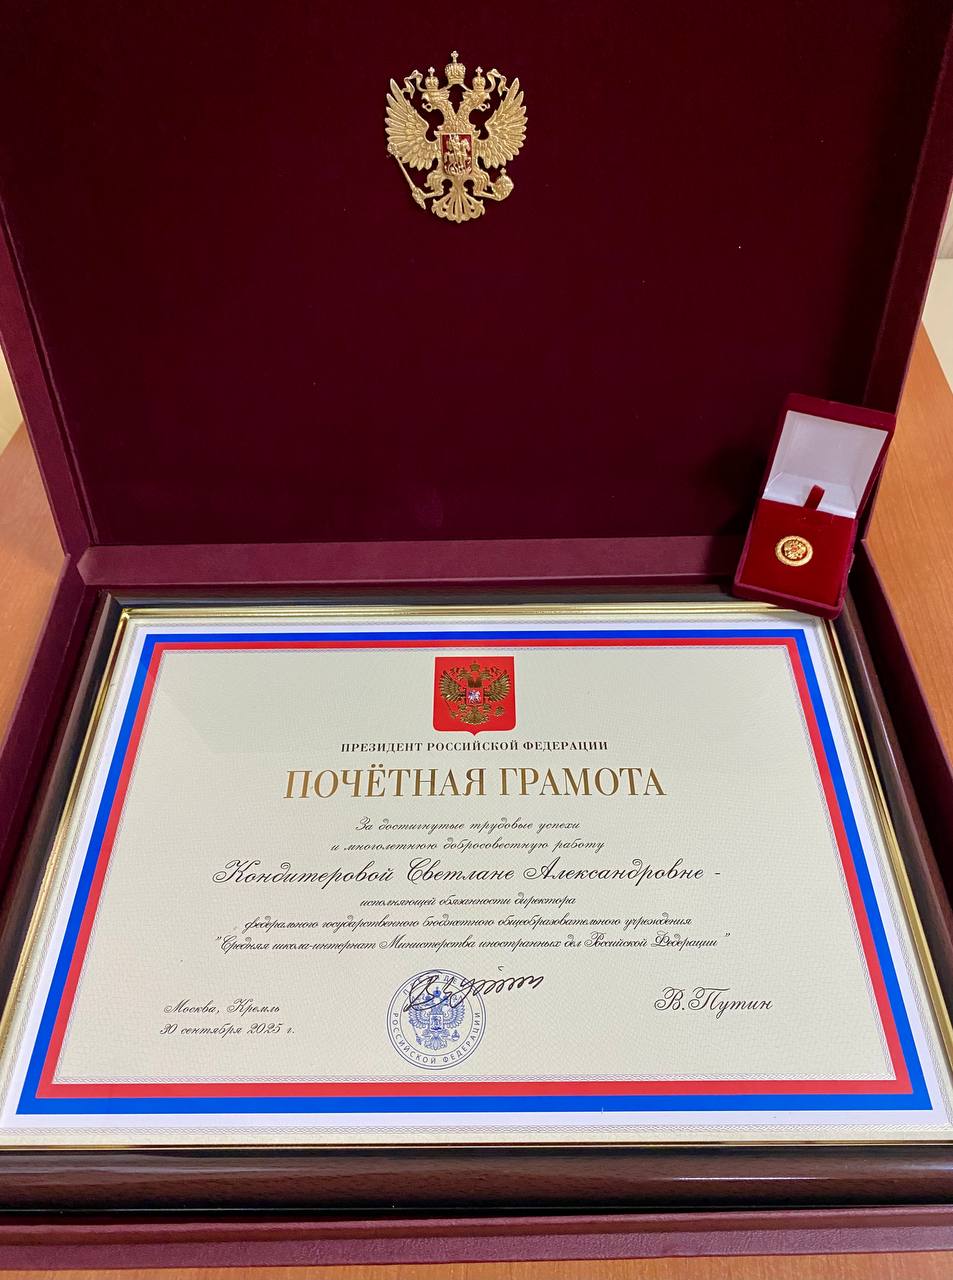 ПРЕЗИДЕНТ РОССИЙСКОЙ ФЕДЕРАЦИИ
ПОЧЁТНАЯ ГРАМОТА
За достигнутые трудовые успехи
и многолетнюю добросовестную работу
Кондитеровой Светлане Александровне -
исполняющей обязанности директора
федерального государственного бюджетного общеобразовательного учреждения
"Средняя школа-интернат Министерства иностранных дел Российской Федерации"
Москва, Кремль
30 сентября 2025 г.
РОССИЙСКОЙ ФЕДЕРАЦИИ
В.Путин